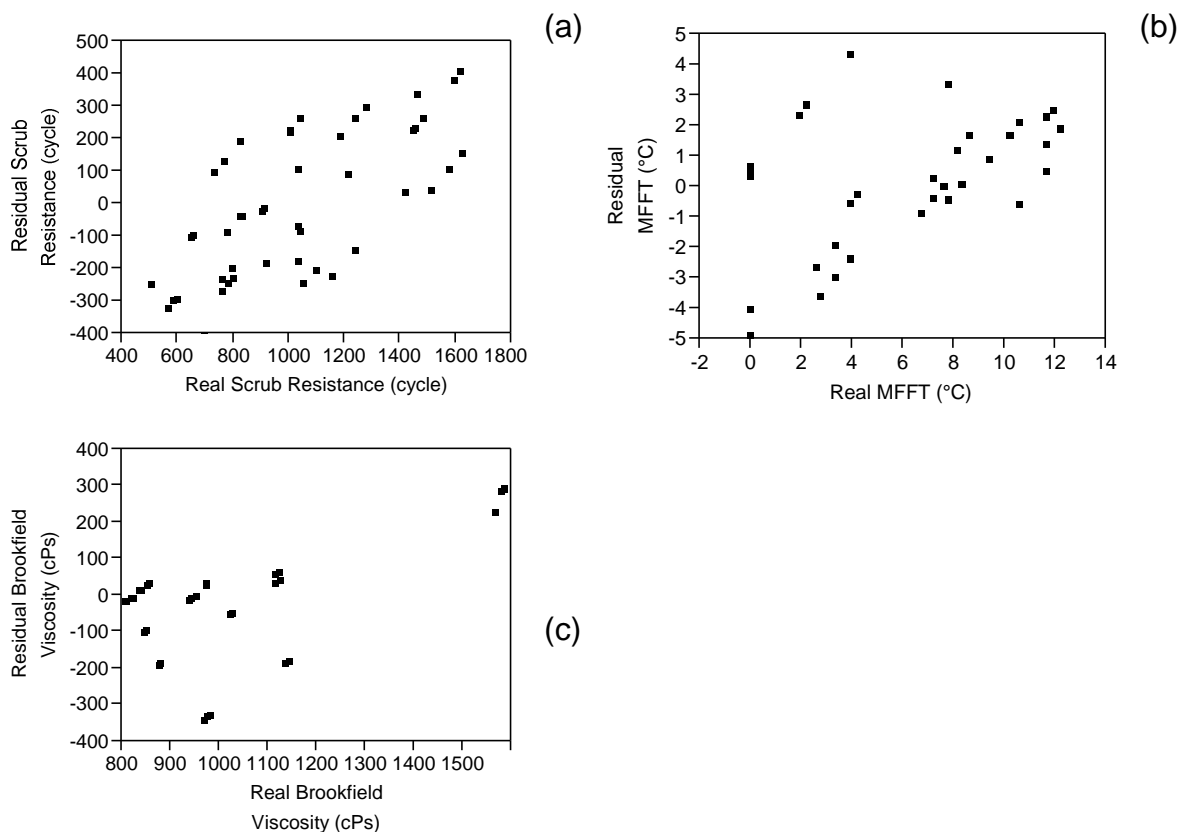 (a)
Residual Scrub
Resistance (cycle)
500
400
300
200
100
0
-100
-200
-300
-400
400 600 800 1000 1200 1400 1600 1800
Real Scrub Resistance (cycle)
(b)
Residual
MFFT (°C)
5
4
3
2
1
0
-1
-2
-3
-4
-5
-2 0 2 4 6 8 10 12 14
Real MFFT (°C)
(c)
Residual Brookfield
Viscosity (cPs)
400
300
200
100
0
-100
-200
-300
-400
800 900 1000 1100 1200 1300 1400 1500
Real Brookfield
Viscosity (cPs)